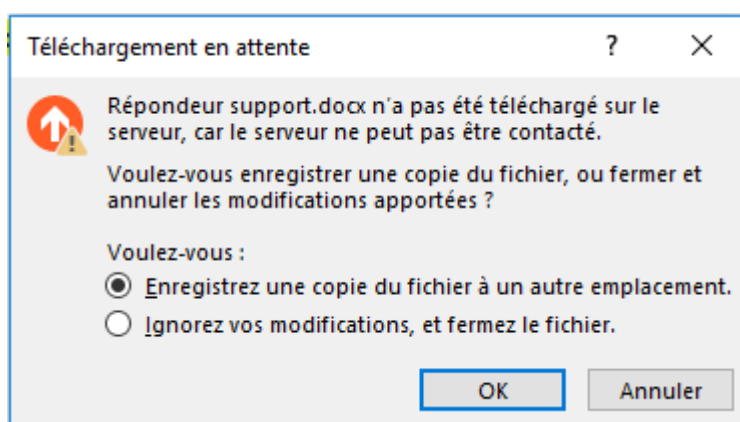 Téléchargement en attente
?
Répondeur support.docx n'a pas été téléchargé sur le
serveur, car le serveur ne peut pas être contacté.
Voulez-vous enregistrer une copie du fichier, ou fermer et
annuler les modifications apportées ?
Voulez-vous :
Enregistrez une copie du fichier à un autre emplacement.
Ignorez vos modifications, et fermez le fichier.
OK
Annuler